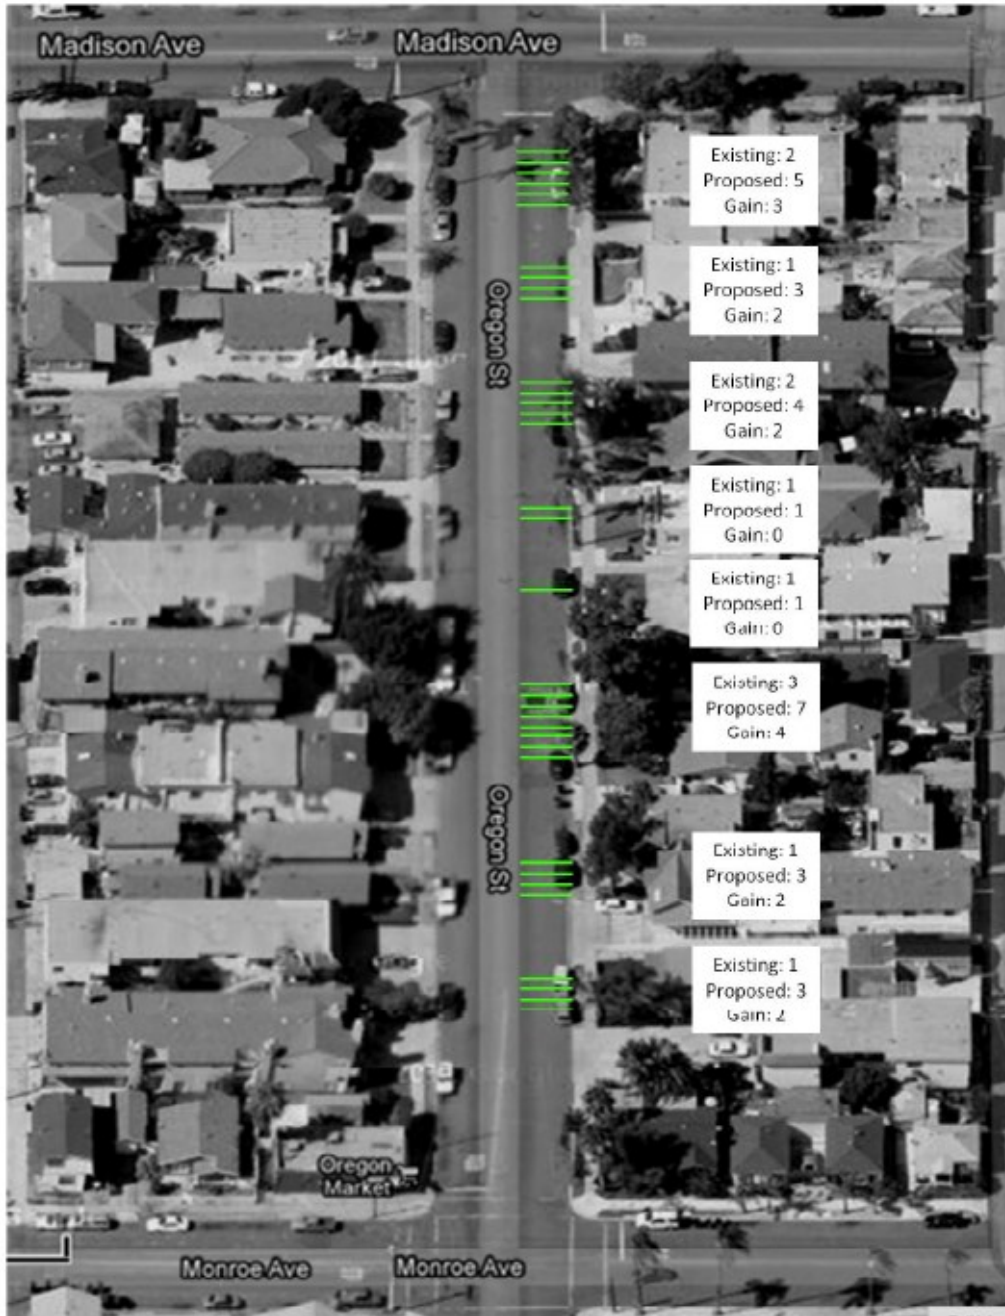 Madison Ave
Madison Ave
Existing: 2
Proposed: 5
Gain: 3
Existing: 1
Proposed: 3
Gain: 2
Oregon St
Existing: 2
Proposed: 4
Gain: 2
Existing: 1
Proposed: 1
Gain: 0
Existing: 1
Proposed: 1
Gain: 0
Existing: 3
Proposed: 7
Gain: 4
Oregon St
Existing: 1
Proposed: 3
Gain: 2
Existing: 1
Proposed: 3
Gain: 2
Oregon
Market
Monroe Ave
Monroe Ave